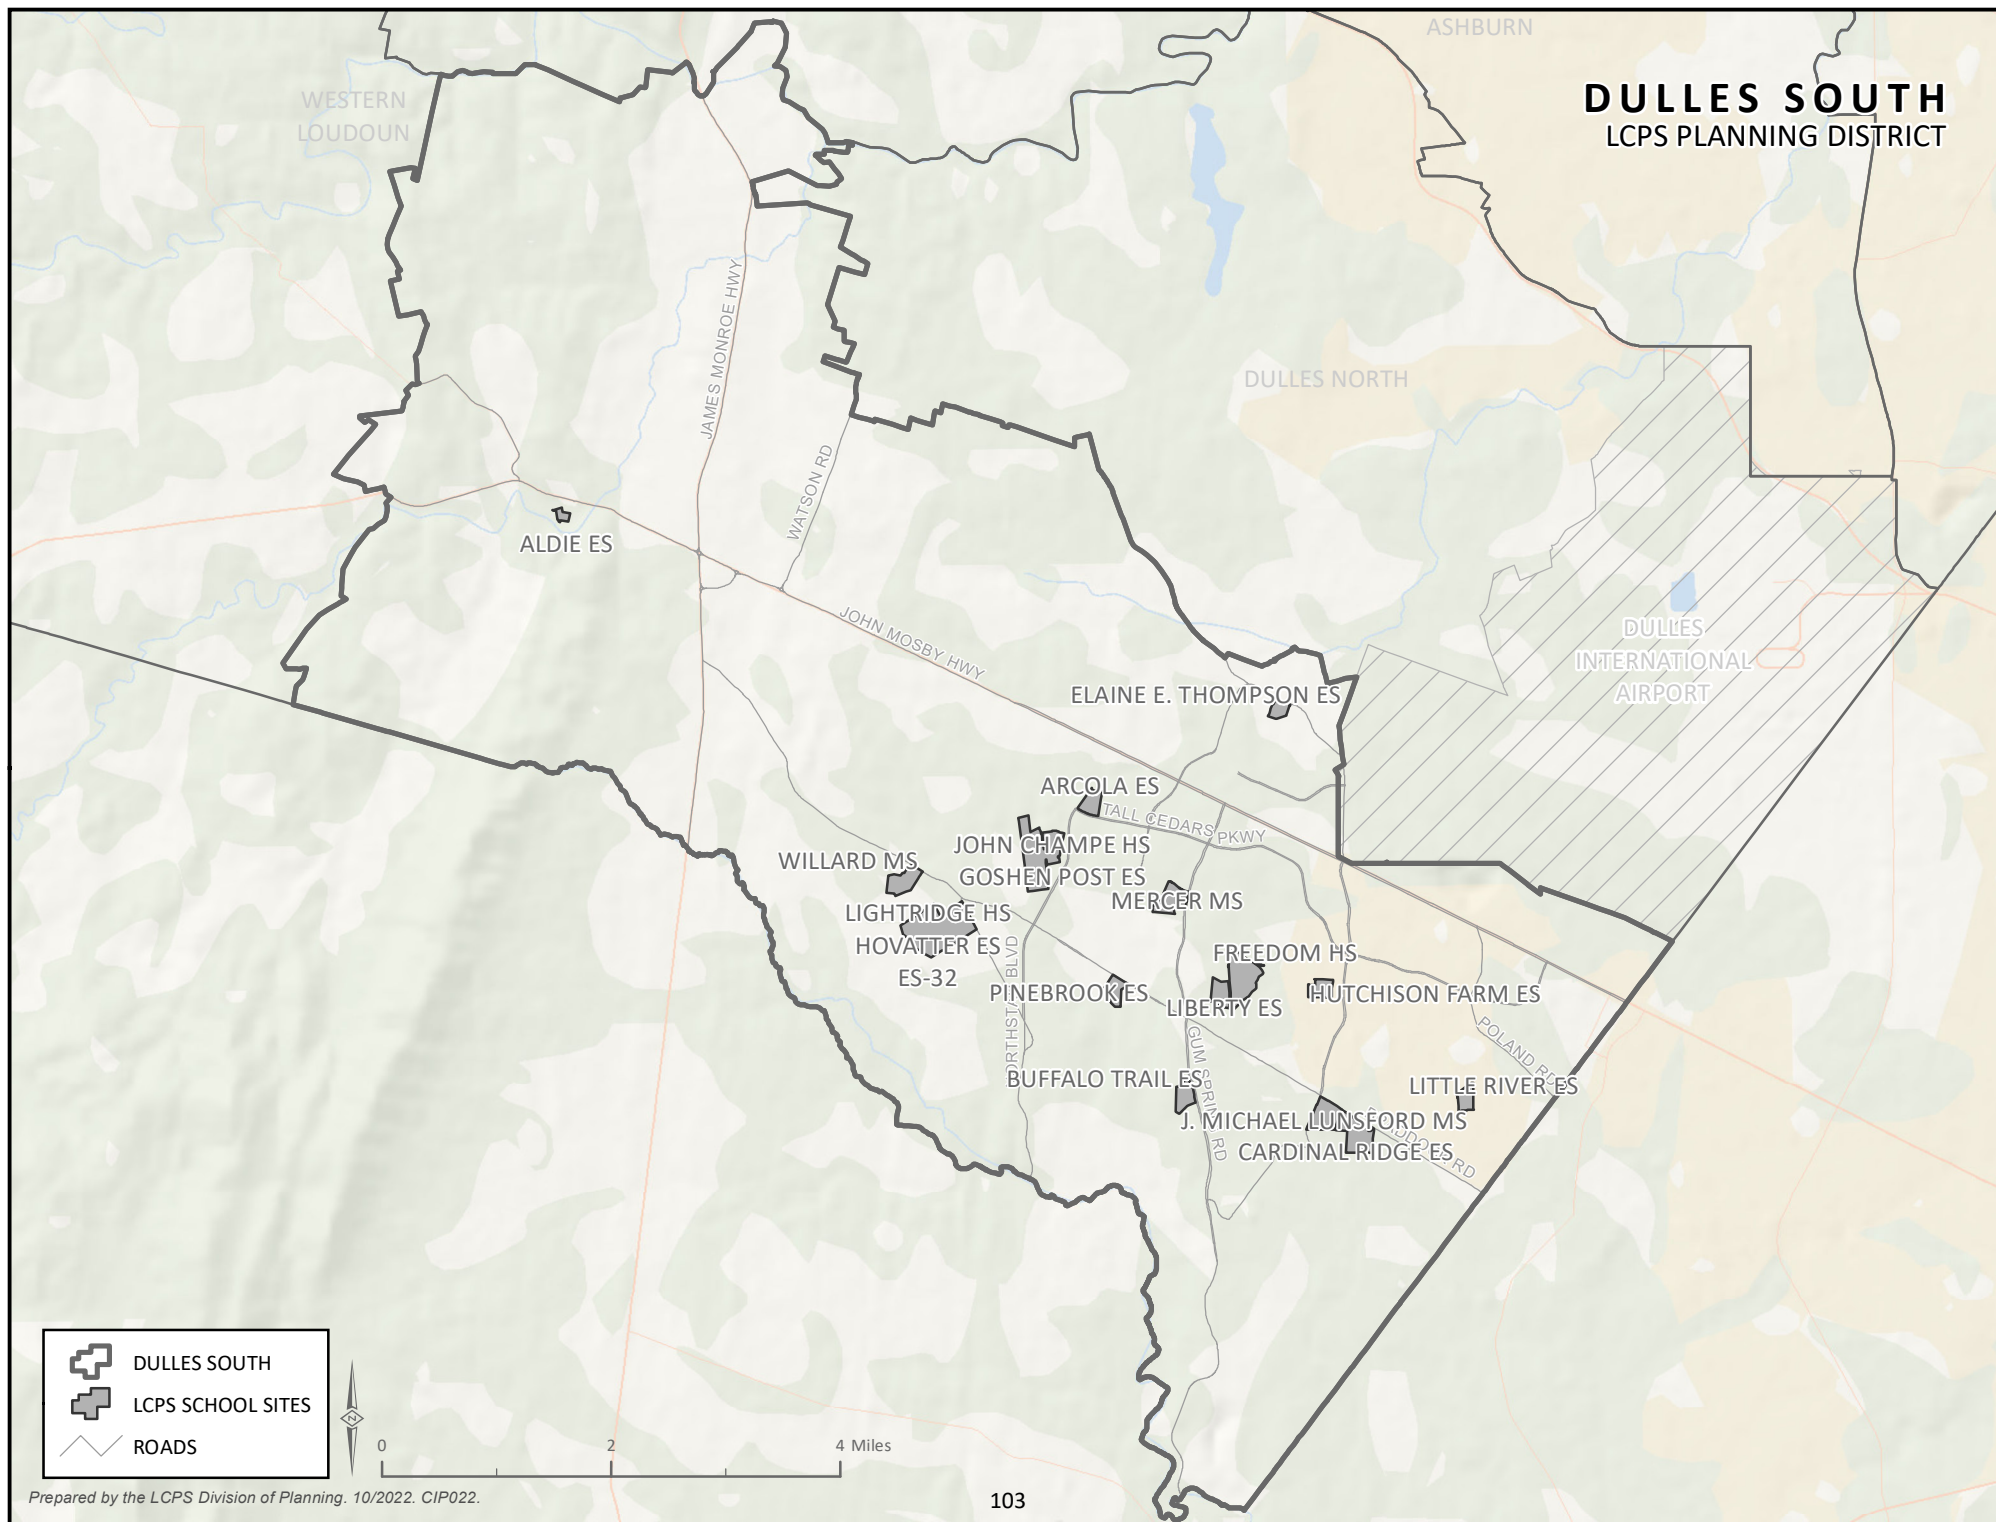 ASHBURN
DULLES SOUTH
LCPS PLANNING DISTRICT
WESTERN
LOUDOUN
JAMES MONROE HWY
DULLES NORTH
WATSON RD
ALDIE ES
JOHN MOSBY HWY
DULLES
INTERNATIONAL
AIRPORT
ELAINE E. THOMPSON ES
ARCOLA ES
TALL CEDARS PKWY
JOHN CHAMPE HS
GOSHEN POST ES
WILLARD MS
MERCER MS
LIGHTRIDGE HS
HOVATTER ES
ES-32
FREEDOM HS
PINEBROOK ES
LIBERTY ES
HUTCHISON FARM ES
POLAND RD
BUFFALO TRAIL ES
LITTLE RIVER ES
J. MICHAEL LUNSFORD MS
CARDINAL RIDGE ES
RD
RD
DULLES SOUTH
LCPS SCHOOL SITES
ROADS
N
0 2 4 Miles
Prepared by the LCPS Division of Planning. 10/2022. CIP022.
103